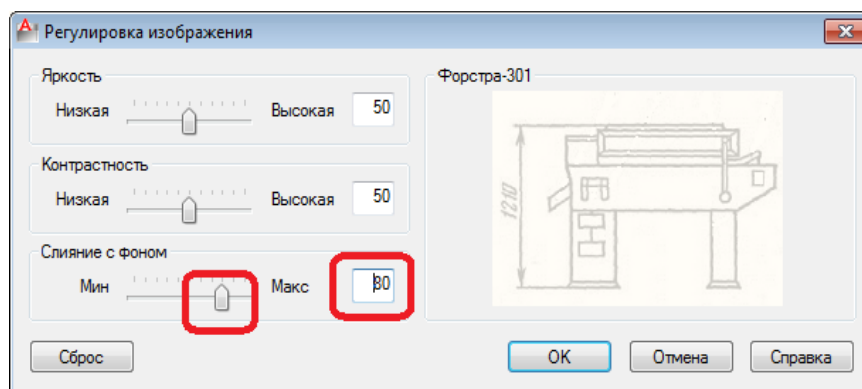 Регулировка изображения
Яркость
Низкая Высокая 50
Контрастность
Низкая Высокая 50
Слияние с фоном
Мин Макс 80
Форстра-301
1210
Сброс OK Отмена Справка